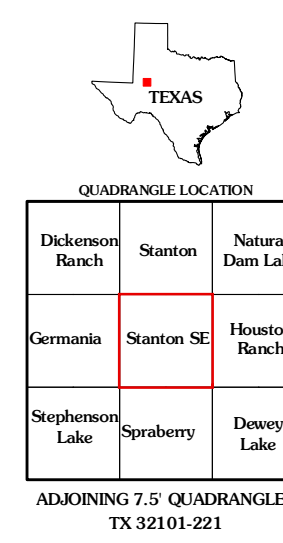 TEXAS
QUADRANGLE LOCATION
Dickenson
Ranch
Stanton
Natura
Dam Lak
Germania
Stanton SE
Housto
Ranch
Stephenson
Lake
Spraberry
Dewey
Lake
ADJOINING 7.5' QUADRANGLE
TX 32101-221